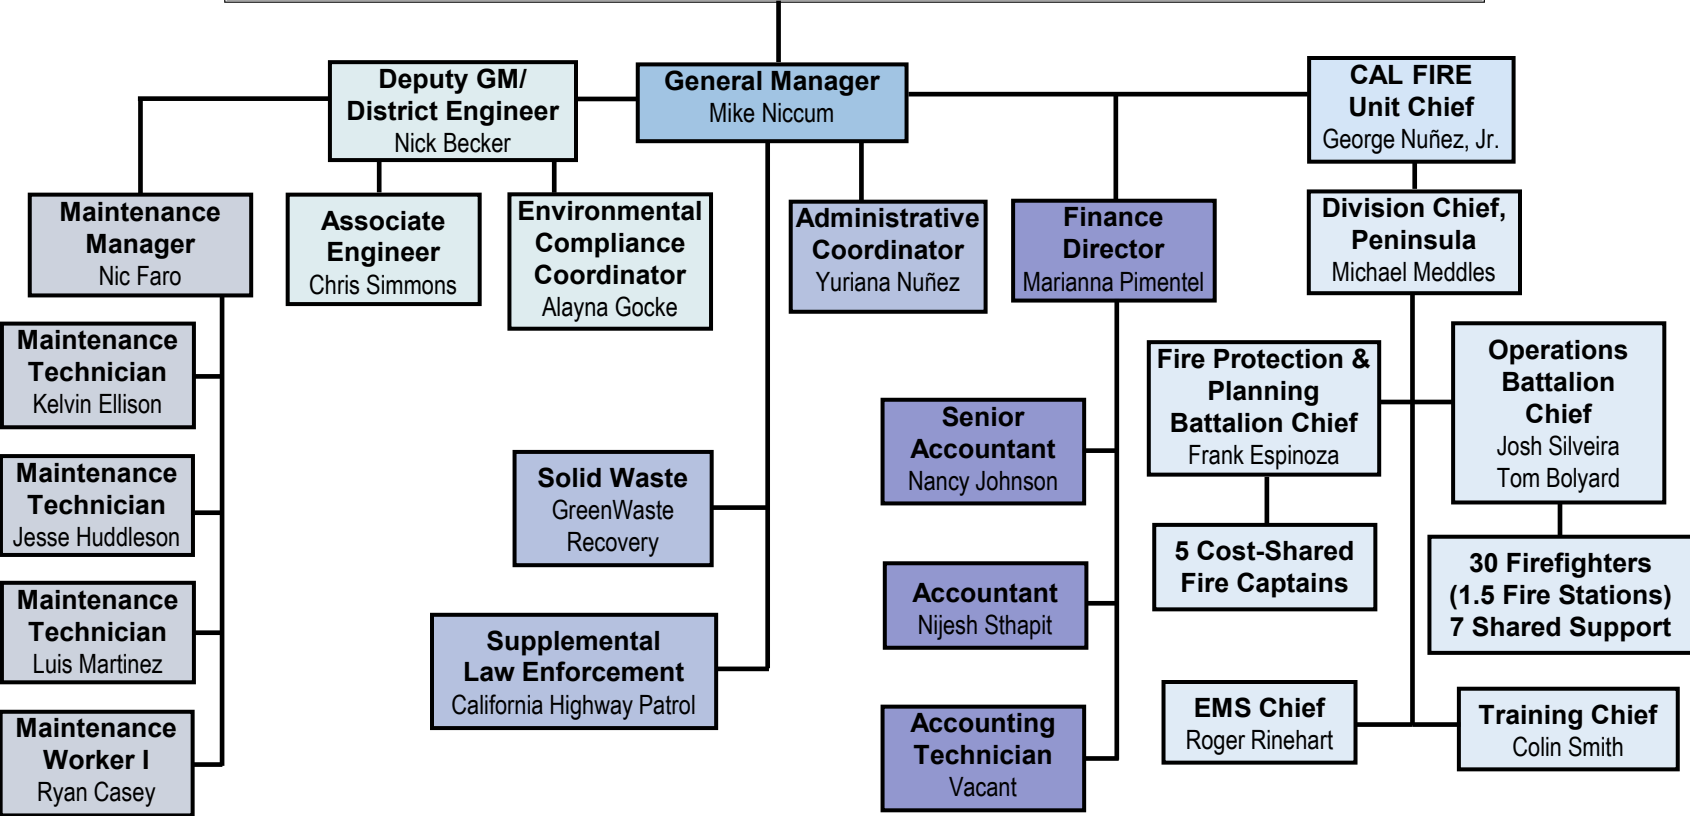 Deputy GM/
District Engineer
Nick Becker
General Manager
Mike Niccum
CAL FIRE
Unit Chief
George Nuñez, Jr.
Maintenance
Manager
Nic Faro
Associate
Engineer
Chris Simmons
Environmental
Compliance
Coordinator
Alayna Gocke
Administrative
Coordinator
Yuriana Nuñez
Finance
Director
Marianna Pimentel
Division Chief,
Peninsula
Michael Meddles
Maintenance
Technician
Kelvin Ellison
Maintenance
Technician
Jesse Huddleson
Maintenance
Technician
Luis Martinez
Maintenance
Worker I
Ryan Casey
Solid Waste
GreenWaste
Recovery
Supplemental
Law Enforcement
California Highway Patrol
Senior
Accountant
Nancy Johnson
Accountant
Nijesh Sthapit
Accounting
Technician
Vacant
Fire Protection &
Planning
Battalion Chief
Frank Espinoza
Operations
Battalion
Chief
Josh Silveira
Tom Bolyard
5 Cost-Shared
Fire Captains
30 Firefighters
(1.5 Fire Stations)
7 Shared Support
EMS Chief
Roger Rinehart
Training Chief
Colin Smith